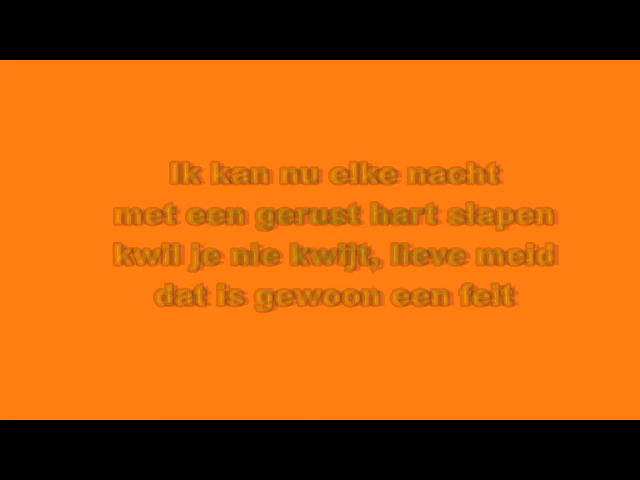 Ik kan nu elke nacht
met een gerust hart slapen
kwil je nie kwijt, lieve meid
dat is gewoon een feit